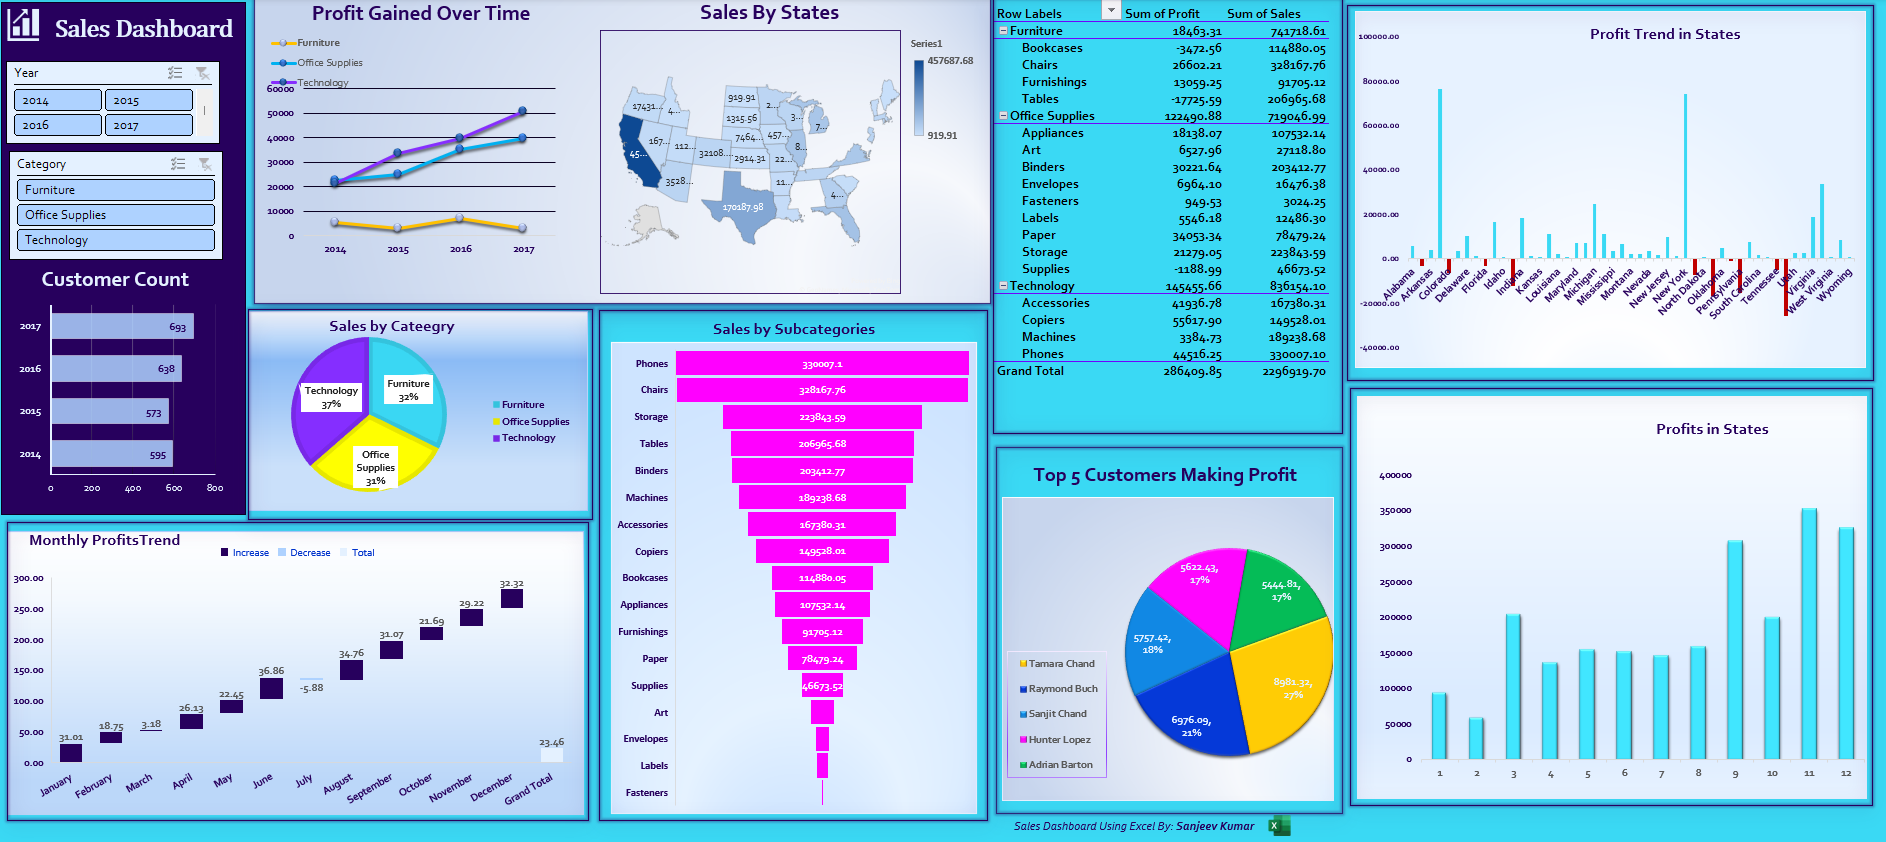 Sales Dashboard
Year
2014
2015
2016
2017
Category
Furniture
Office Supplies
Technology
Customer Count
2017
693
2016
638
2015
573
2014
595
0 200 400 600 800
Profit Gained Over Time
Furniture
Office Supplies
Technology
60000
50000
40000
30000
20000
10000
0
2014 2015 2016 2017
Sales By States
Series1
457687.68
919.91
17431...
4...
919.91
2...
1315.56
3...
7...
167...
112...
7464...
457...
45...
32108...
2914.31
22...
8...
3528...
11...
4...
170187.98
Row Labels Sum of Profit Sum of Sales
Furniture 18463.31 741718.61
Bookcases -3472.56 114880.05
Chairs 26602.21 328167.76
Furnishings 13059.25 91705.12
Tables -17725.59 206965.68
Office Supplies 122490.88 719046.99
Appliances 18138.07 107532.14
Art 6527.96 27118.80
Binders 30221.64 203412.77
Envelopes 6964.10 16476.38
Fasteners 949.53 3024.25
Labels 5546.18 12486.30
Paper 34053.34 78479.24
Storage 21279.05 223843.59
Supplies -1188.99 46673.52
Technology 145455.66 836154.10
Accessories 41936.78 167380.31
Copiers 55617.90 149528.01
Machines 3384.73 189238.68
Phones 44516.25 330007.10
Grand Total 286409.85 2296919.70
Profit Trend in States
100000.00
80000.00
60000.00
40000.00
20000.00
0.00
-20000.00
-40000.00
Alabama
Arkansas
Colorado
Delaware
Florida
Idaho
Indiana
Kansas
Louisiana
Maryland
Michigan
Mississippi
Montana
Nevada
New Jersey
New York
North Dakota
Oklahoma
Pennsylvania
South Carolina
Tennessee
Utah
Virginia
West Virginia
Wyoming
Sales by Cateegry
Technology
37%
Furniture
32%
Office
Supplies
31%
Furniture
Office Supplies
Technology
Sales by Subcategories
Phones 330007.1
Chairs 328167.76
Storage 223843.59
Tables 206965.68
Binders 203412.77
Machines 189238.68
Accessories 167380.31
Copiers 149528.01
Bookcases 114880.05
Appliances 107532.14
Furnishings 91705.12
Paper 78479.24
Supplies 46673.52
Art
Envelopes
Labels
Fasteners
Top 5 Customers Making Profit
5622.43,
17%
5444.81,
17%
5757.42,
18%
8981.32,
27%
6976.09,
21%
Tamara Chand
Raymond Buch
Sanjit Chand
Hunter Lopez
Adrian Barton
Profits in States
400000
350000
300000
250000
200000
150000
100000
50000
0
1 2 3 4 5 6 7 8 9 10 11 12
Monthly ProfitsTrend
Increase Decrease Total
300.00
250.00
200.00
150.00
100.00
50.00
0.00
31.01
18.75
3.18
26.13
22.45
36.86
-5.88
34.76
31.07
21.69
29.22
32.32
23.46
January
February
March
April
May
June
July
August
September
October
November
December
Grand Total
Sales Dashboard Using Excel By: Sanjeev Kumar